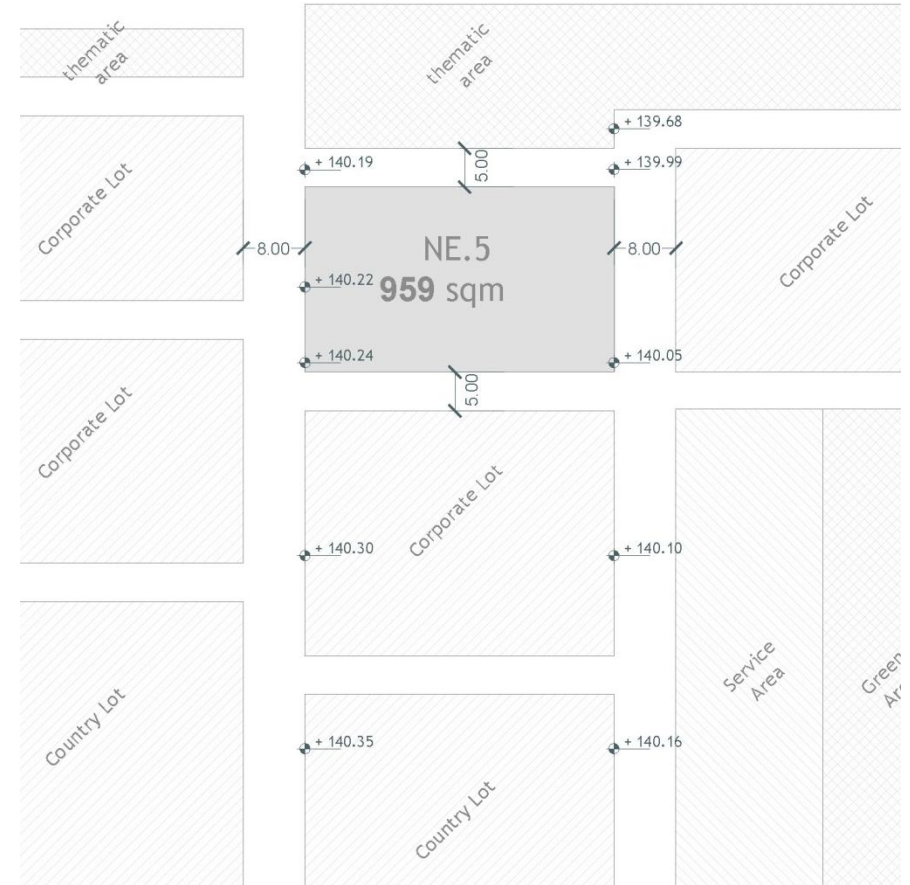 thematic
area
thematic
area
+ 139.68
+ 140.19
5.00
+ 139.99
Corporate Lot
8.00
NE.5
8.00
Corporate Lot
+ 140.22
959 sqm
+ 140.24
+ 140.05
5.00
Corporate Lot
Corporate Lot
+ 140.30
+ 140.10
Service
Area
Green
Country Lot
+ 140.35
+ 140.16
Country Lot